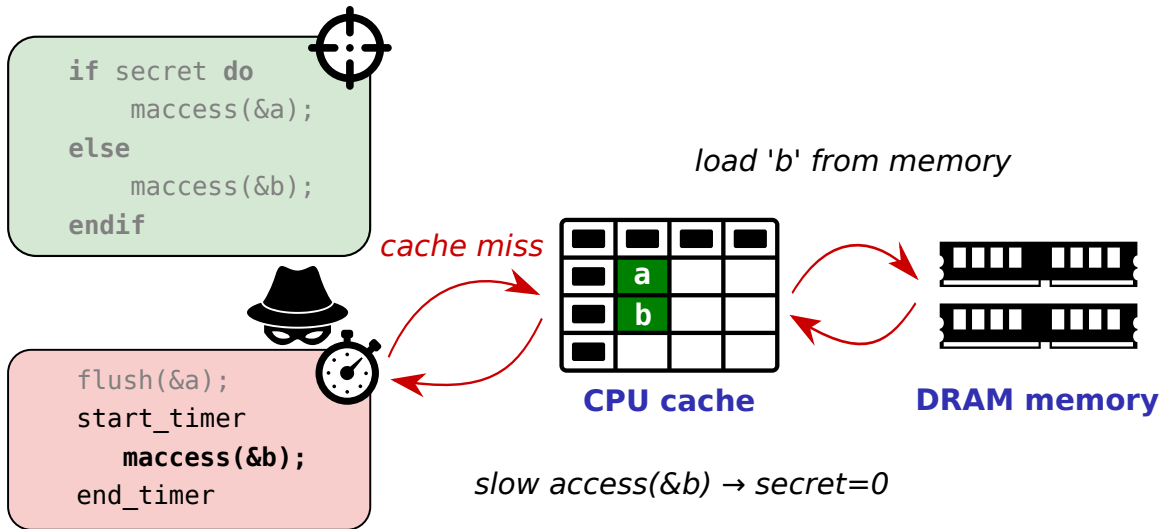 if secret do
maccess(&a);
else
maccess(&b);
endif
load 'b' from memory
cache miss
a
b
CPU cache
DRAM memory
flush(&a);
start_timer
maccess(&b);
end_timer
slow access(&b) → secret=0